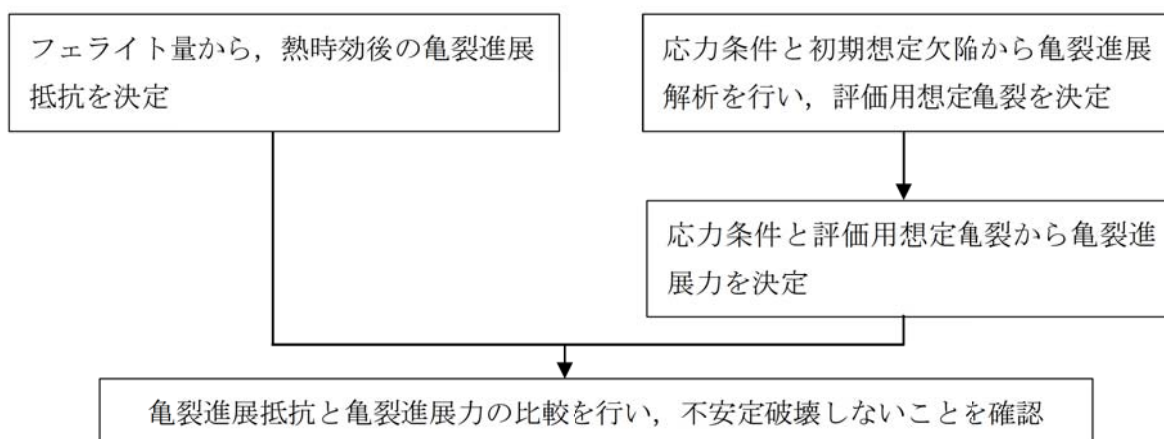 フェライト量から，熱時効後の亀裂進展
抵抗を決定
応力条件と初期想定欠陥から亀裂進展
解析を行い，評価用想定亀裂を決定
応力条件と評価用想定亀裂から亀裂進
展力を決定
亀裂進展抵抗と亀裂進展力の比較を行い，不安定破壊しないことを確認